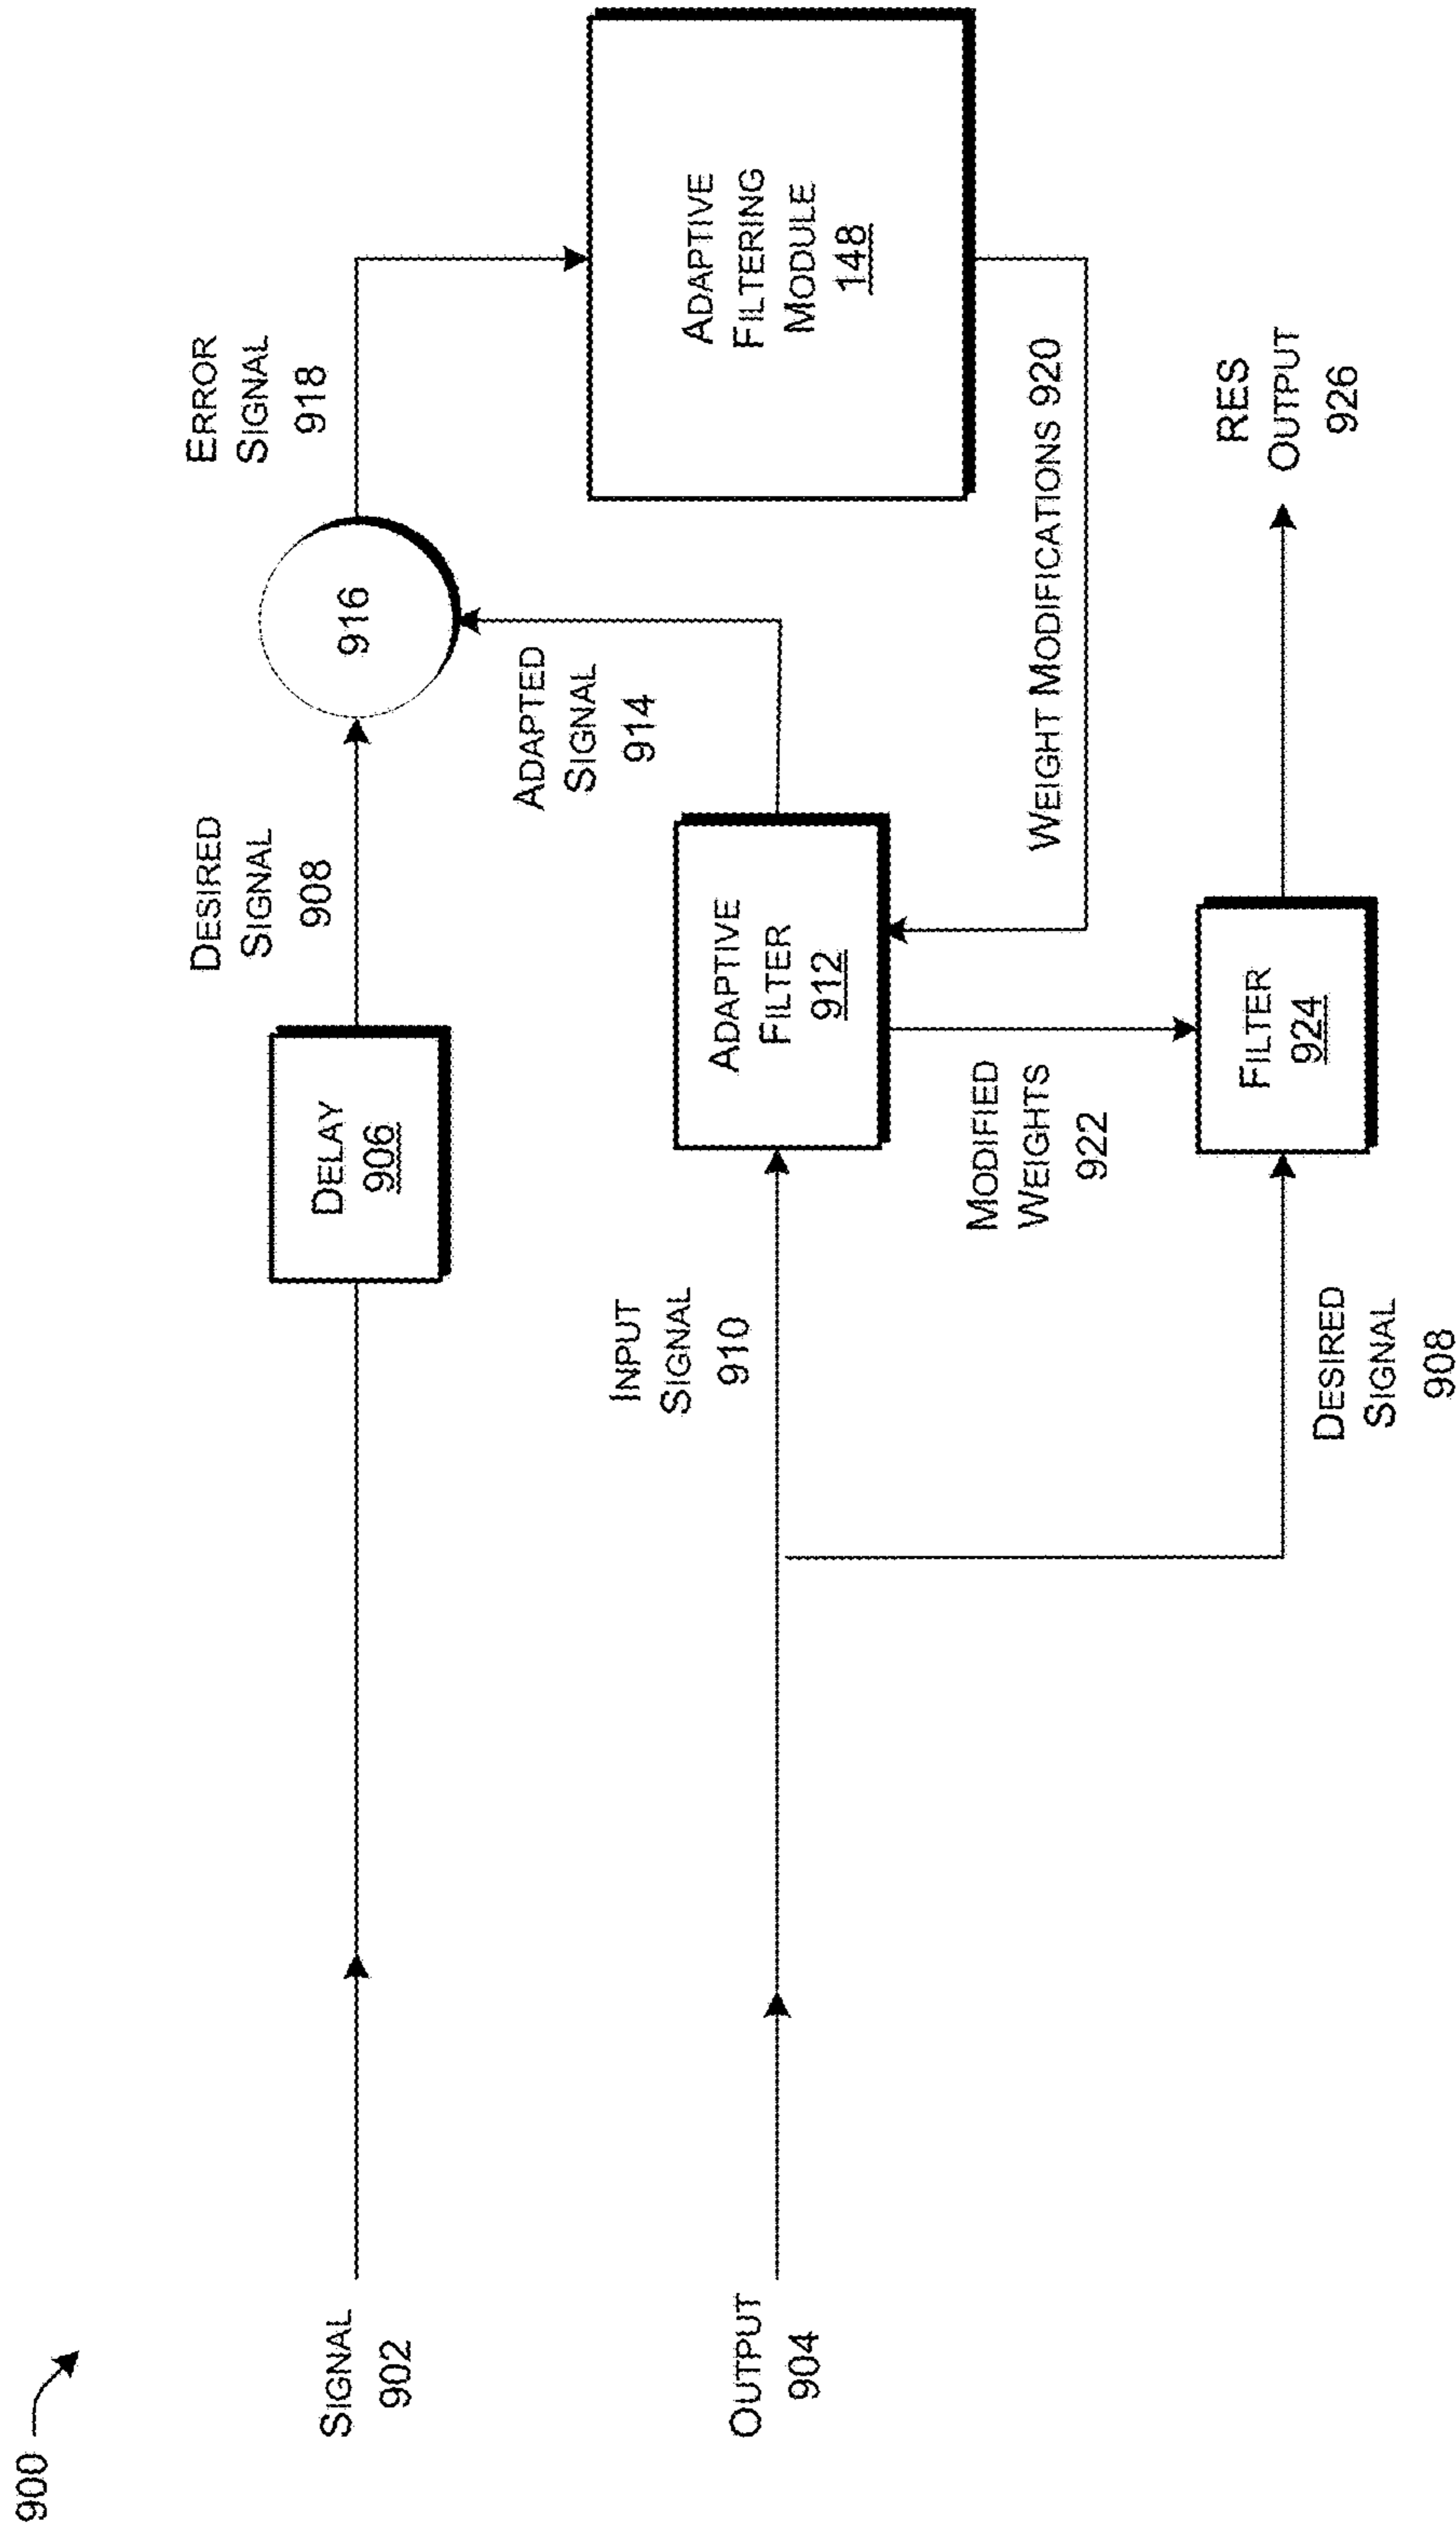 900
SIGNAL
902
DELAY
906
DESIRED
SIGNAL
908
916
ERROR
SIGNAL
918
OUTPUT
904
INPUT
SIGNAL
910
ADAPTIVE
FILTER
912
ADAPTED
SIGNAL
914
ADAPTIVE
FILTERING
MODULE
148
MODIFIED
WEIGHTS
922
WEIGHT MODIFICATIONS 920
DESIRED
SIGNAL
908
FILTER
924
RES
OUTPUT
926